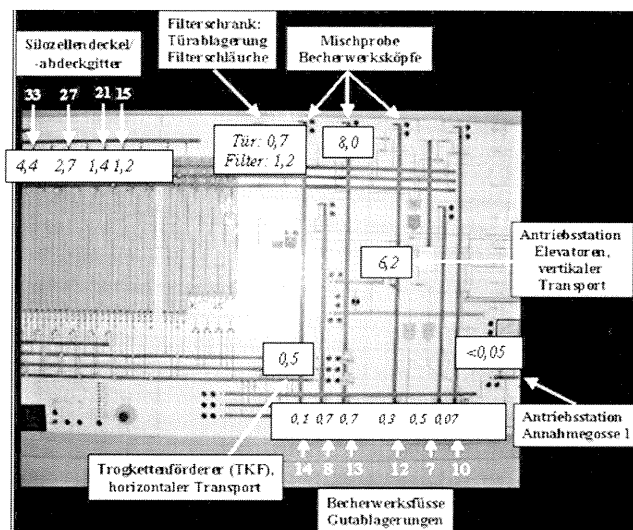 Filterschrank:
Türablagerung
Filterschläuche
Silozellendeckel/
-abdeckgitter
Mischprobe
Becherwerksköpfe
33 27 21 15
4,4 2,7 1,4 1,2
Tür: 0,7
Filter: 1,2
8,0
6,2
Antriebsstation
Elevatoren,
vertikaler
Transport
0,5
<0,05
0,1 0,7 0,7 0,3 0,5 0,07
Antriebsstation
Annahmegosse 1
Trogkettenförderer (TKF),
horizontaler Transport
14 8 13 12 7 10
Becherwerksfüsse
Gutablagerungen